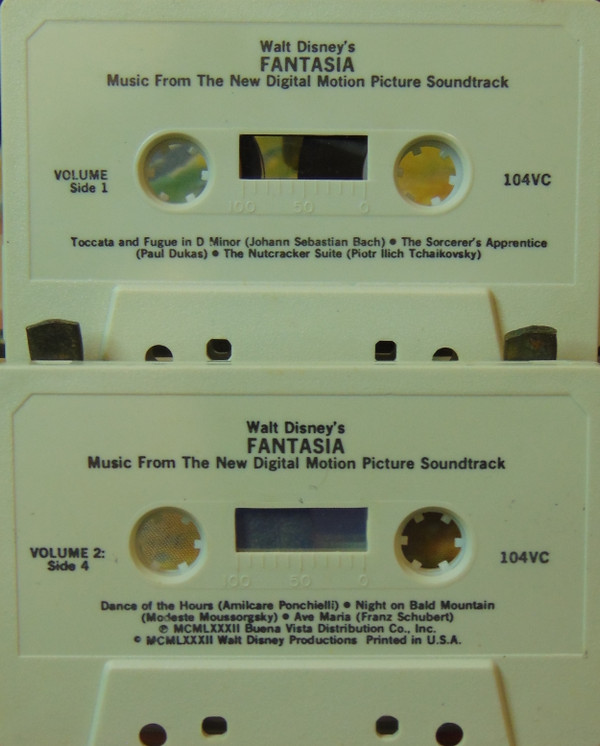 Walt Disney's
FANTASIA
Music From The New Digital Motion Picture Soundtrack
VOLUME
Side 1
104VC
100 50 0
Toccata and Fugue in D Minor (Johann Sebastian Bach) • The Sorcerer's Apprentice
(Paul Dukas) • The Nutcracker Suite (Piotr Ilich Tchaikovsky)
Walt Disney's
FANTASIA
Music From The New Digital Motion Picture Soundtrack
VOLUME 2:
Side 4
104VC
100 50 0
Dance of the Hours (Amilcare Ponchielli) • Night on Bald Mountain
(Modeste Moussorgsky) • Ave Maria (Franz Schubert)
℗ MCMLXXXII Buena Vista Distribution Co., Inc.
© MCMLXXXII Walt Disney Productions Printed in U.S.A.